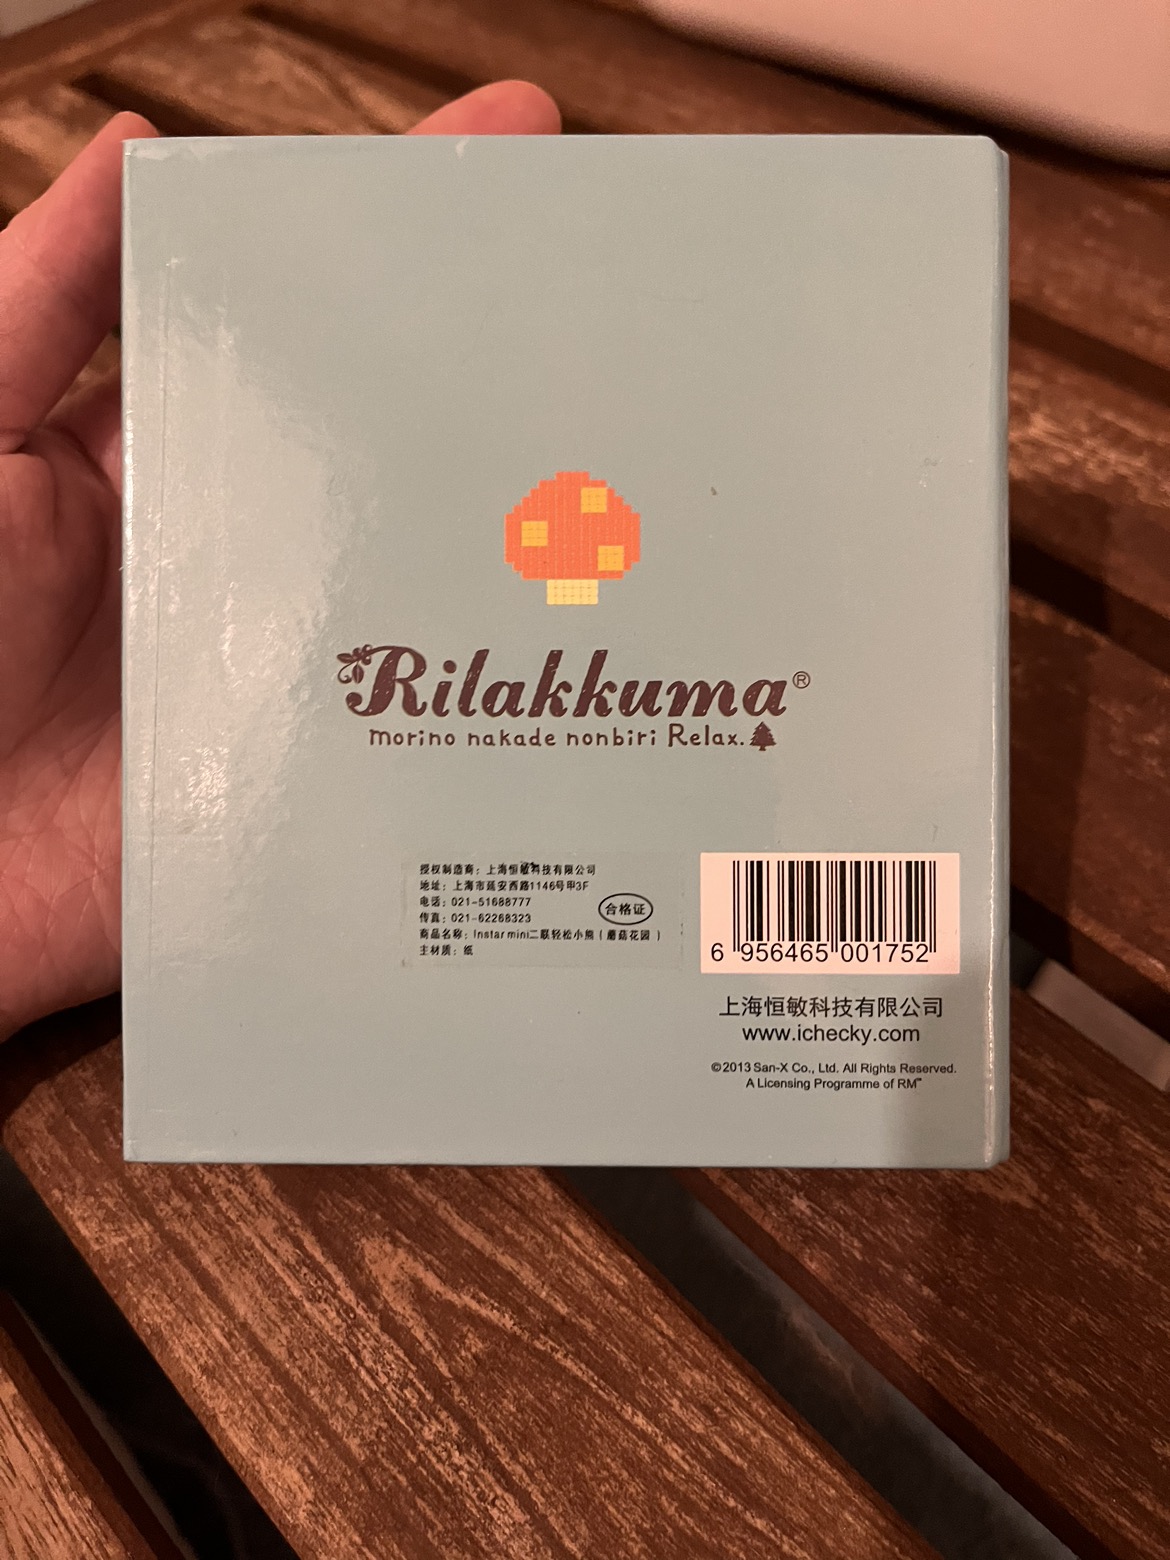 Rilakkuma®
morino nakade nonbiri Relax.
授权制造商：上海恒敏科技有限公司
地址：上海市延安西路1146号甲3F
电话：021-51688777
传真：021-62268323
合格证
商品名称：Instar mini二联轻松小熊（蘑菇花园）
主材质：纸
6 956465 001752
上海恒敏科技有限公司
www.ichecky.com
©2013 San-X Co., Ltd. All Rights Reserved.
A Licensing Programme of RM™